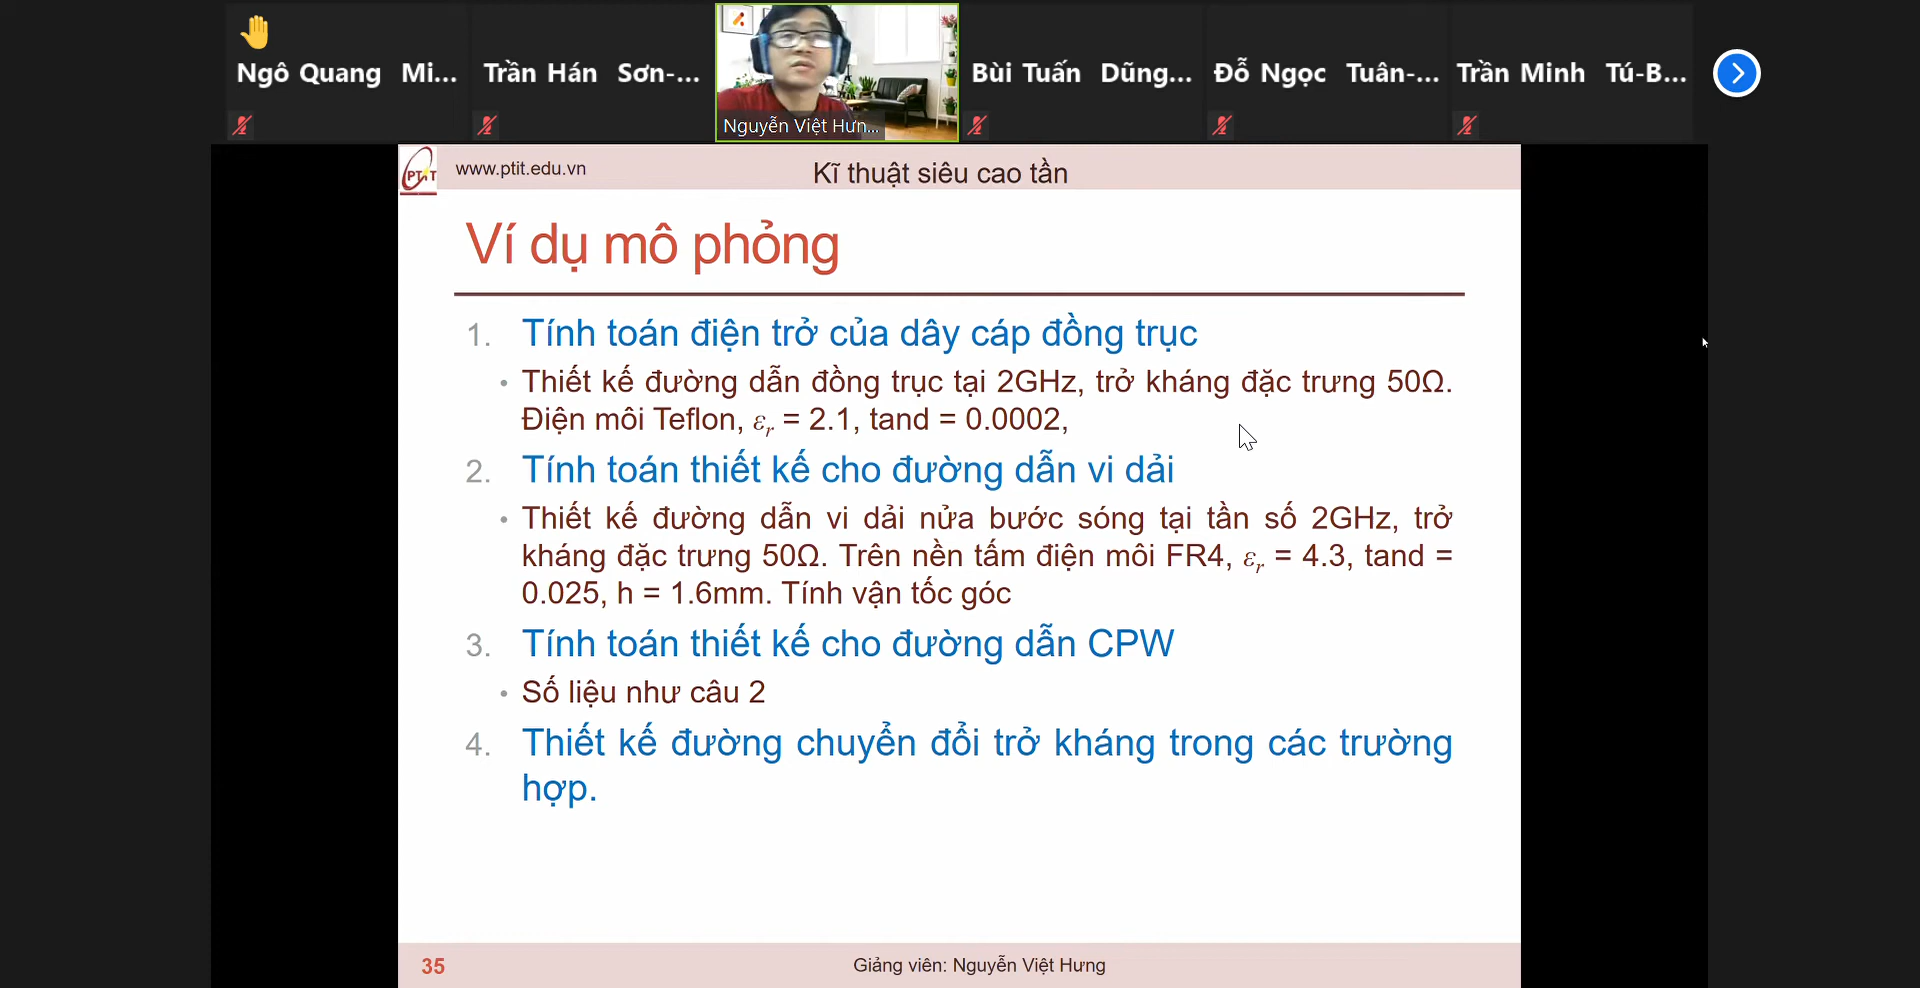 Ngô Quang Mi...
Trần Hán Sơn-...
Nguyễn Việt Hưn...
Bùi Tuấn Dũng...
Đỗ Ngọc Tuân-...
Trần Minh Tú-B...
PTIT
www.ptit.edu.vn
Kĩ thuật siêu cao tần
Ví dụ mô phỏng
1. Tính toán điện trở của dây cáp đồng trục
• Thiết kế đường dẫn đồng trục tại 2GHz, trở kháng đặc trưng 50Ω.
Điện môi Teflon, εr = 2.1, tand = 0.0002,
2. Tính toán thiết kế cho đường dẫn vi dải
• Thiết kế đường dẫn vi dải nửa bước sóng tại tần số 2GHz, trở
kháng đặc trưng 50Ω. Trên nền tấm điện môi FR4, εr = 4.3, tand =
0.025, h = 1.6mm. Tính vận tốc góc
3. Tính toán thiết kế cho đường dẫn CPW
• Số liệu như câu 2
4. Thiết kế đường chuyển đổi trở kháng trong các trường
hợp.
35
Giảng viên: Nguyễn Việt Hưng